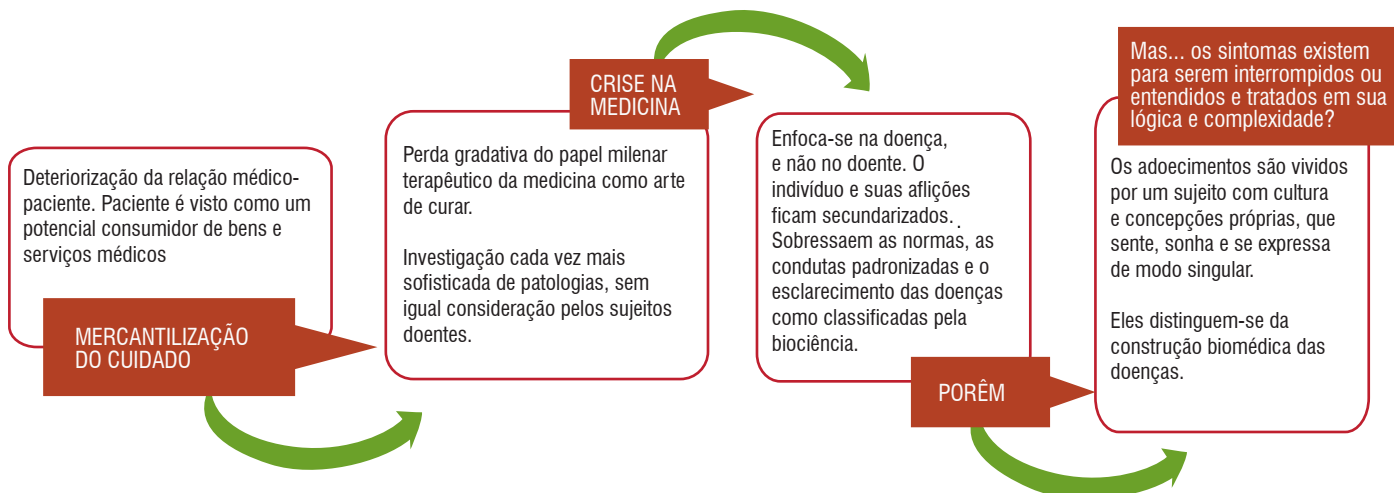 Deteriorização da relação médico-
paciente. Paciente é visto como um
potencial consumidor de bens e
serviços médicos
MERCANTILIZAÇÃO
DO CUIDADO
CRISE NA
MEDICINA
Perda gradativa do papel milenar
terapêutico da medicina como arte
de curar.
Investigação cada vez mais
sofisticada de patologias, sem
igual consideração pelos sujeitos
doentes.
Enfoca-se na doença,
e não no doente. O
indivíduo e suas aflições
ficam secundarizados.
Sobressaem as normas, as
condutas padronizadas e o
esclarecimento das doenças
como classificadas pela
biociência.
PORÊM
Mas... os sintomas existem
para serem interrompidos ou
entendidos e tratados em sua
lógica e complexidade?
Os adoecimentos são vividos
por um sujeito com cultura
e concepções próprias, que
sente, sonha e se expressa
de modo singular.
Eles distinguem-se da
construção biomédica das
doenças.